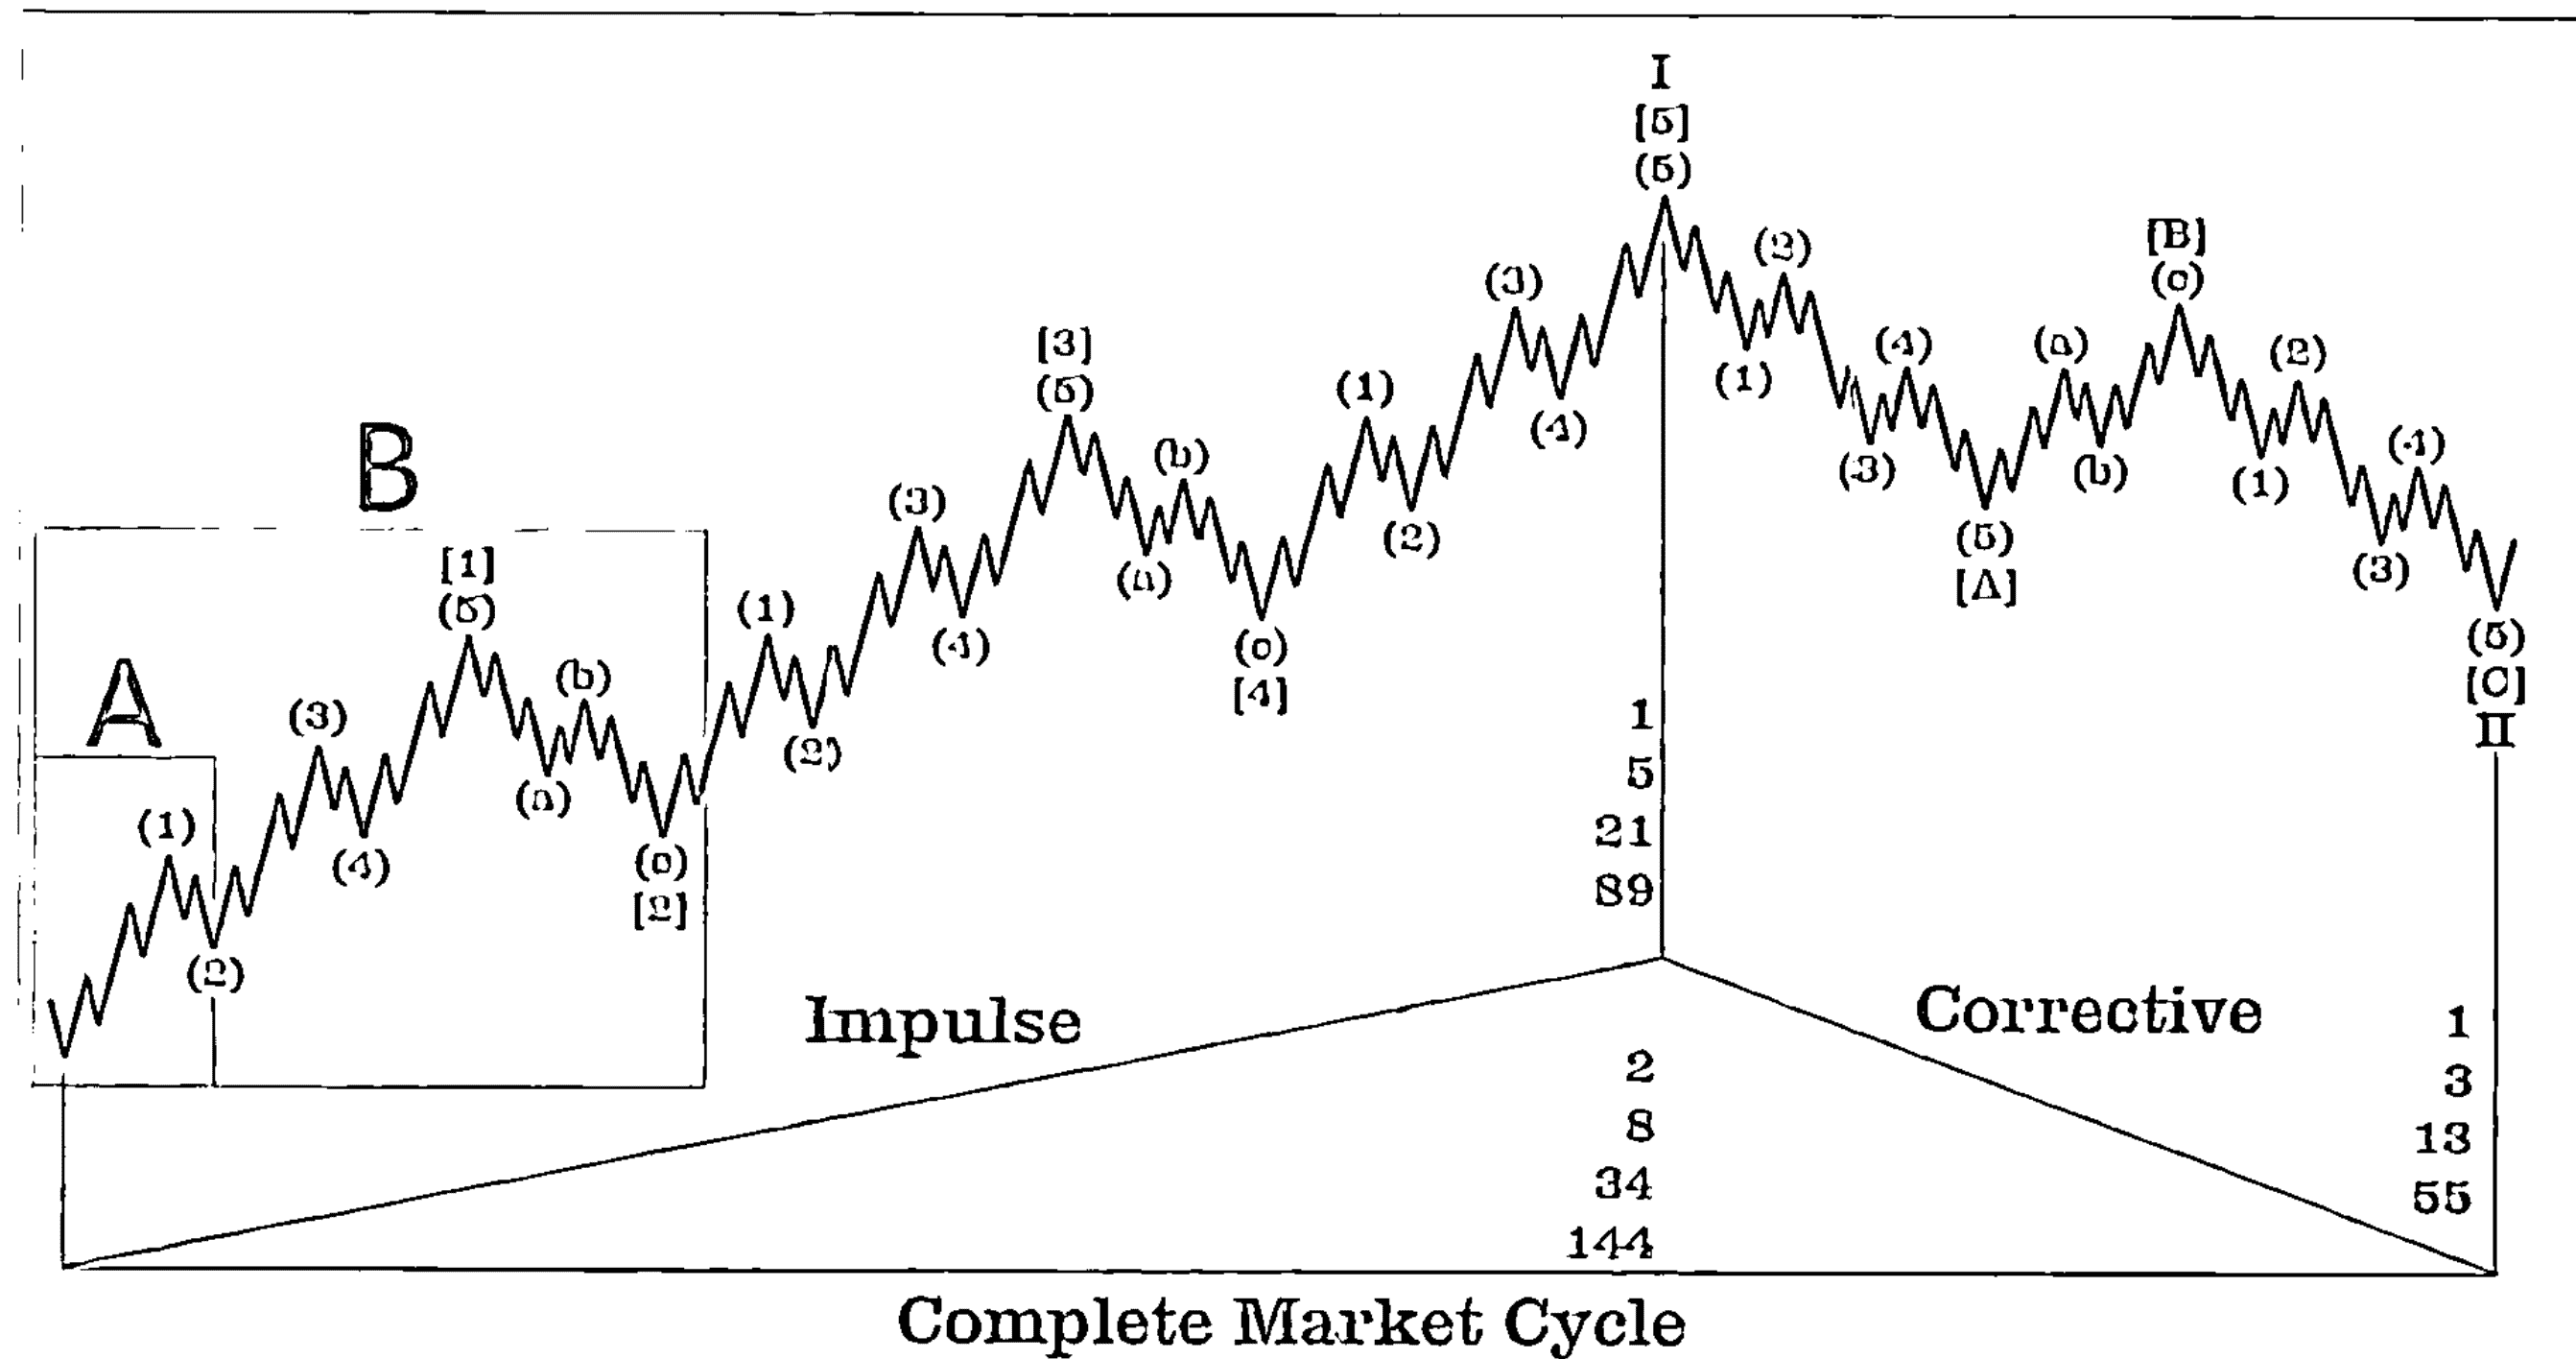 I
[5]
(5)
(2)
[B]
(c)
(3)
[3]
(5)
(4)
(a)
(2)
(1)
(1)
B
(b)
(4)
(4)
(3)
(b)
(1)
(3)
(2)
(5)
[A]
[1]
(5)
(a)
(3)
(1)
(4)
(c)
[4]
(5)
[C]
II
A
(3)
(b)
(2)
(a)
(1)
(4)
(c)
[2]
(2)
1
5
21
89
Impulse
Corrective
2
8
34
144
1
3
13
55
Complete Market Cycle